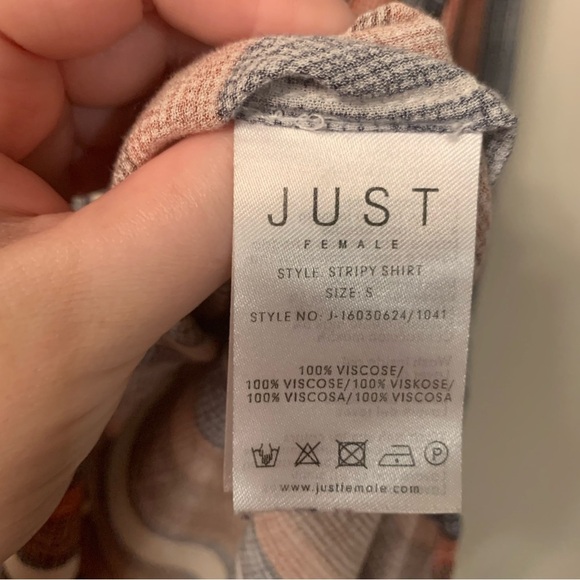 JUST
FEMALE
STYLE: STRIPY SHIRT
SIZE: S
STYLE NO: J-16030624/1041
100% VISCOSE/
100% VISCOSE/100% VISKOSE/
100% VISCOSA/100% VISCOSA
P
www.justfemale.com